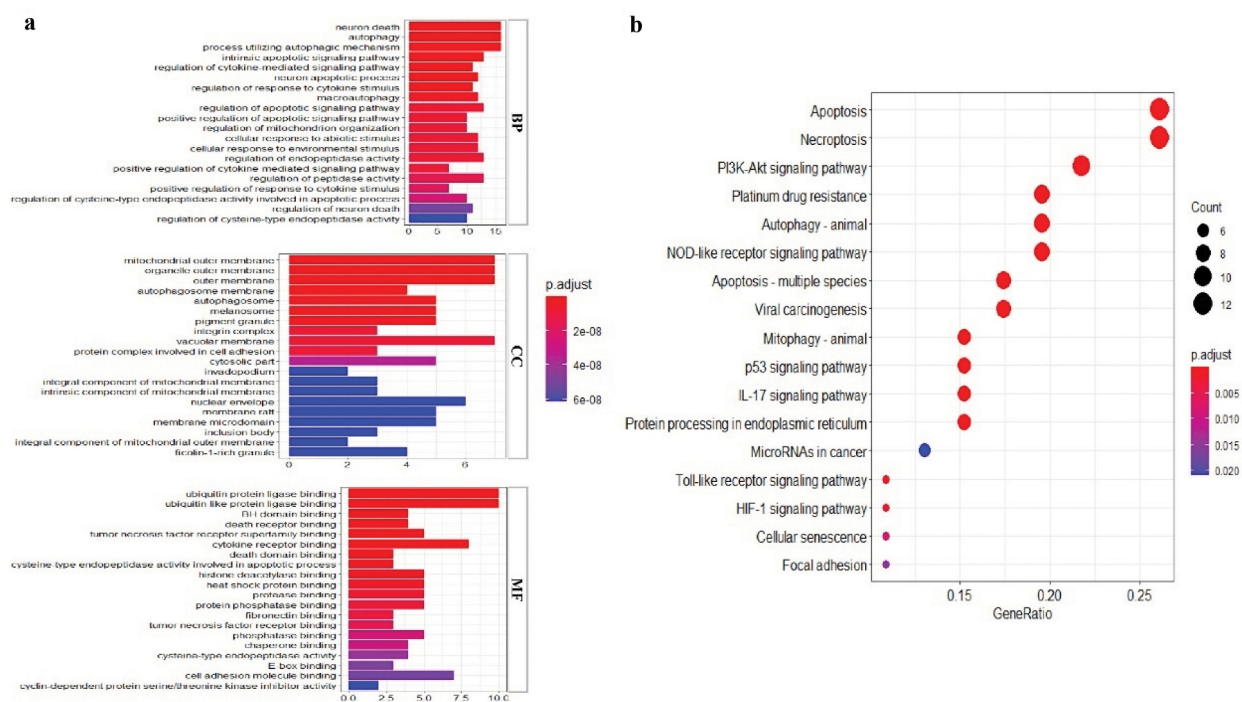 a
neuron death
autophagy
process utilizing autophagic mechanism
intrinsic apoptotic signaling pathway
regulation of cytokine-mediated signaling pathway
neuron apoptotic process
regulation of response to cytokine stimulus
macroautophagy
regulation of apoptotic signaling pathway
positive regulation of apoptotic signaling pathway
regulation of mitochondrion organization
cellular response to abiotic stimulus
cellular response to environmental stimulus
regulation of endopeptidase activity
positive regulation of cytokine mediated signaling pathway
regulation of peptidase activity
positive regulation of response to cytokine stimulus
regulation of cysteine-type endopeptidase activity involved in apoptotic process
regulation of neuron death
regulation of cysteine-type endopeptidase activity
0 5 10 15
BP
mitochondrial outer membrane
organelle outer membrane
outer membrane
autophagosome membrane
autophagosome
melanosome
pigment granule
integrin complex
vacuolar membrane
protein complex involved in cell adhesion
cytosolic part
invadopodium
integral component of mitochondrial membrane
intrinsic component of mitochondrial membrane
nuclear envelope
membrane raft
membrane microdomain
inclusion body
integral component of mitochondrial outer membrane
ficolin-1-rich granule
0 2 4 6
CC
p.adjust
2e-08
4e-08
6e-08
ubiquitin protein ligase binding
ubiquitin like protein ligase binding
BH domain binding
death receptor binding
tumor necrosis factor receptor superfamily binding
cytokine receptor binding
death domain binding
cysteine-type endopeptidase activity involved in apoptotic process
histone deacetylase binding
heat shock protein binding
protease binding
protein phosphatase binding
fibronectin binding
tumor necrosis factor receptor binding
phosphatase binding
chaperone binding
cysteine-type endopeptidase activity
E-box binding
cell adhesion molecule binding
cyclin-dependent protein serine/threonine kinase inhibitor activity
0.0 2.5 5.0 7.5 10.0
MF
b
Apoptosis
Necroptosis
PI3K-Akt signaling pathway
Platinum drug resistance
Autophagy - animal
NOD-like receptor signaling pathway
Apoptosis - multiple species
Viral carcinogenesis
Mitophagy - animal
p53 signaling pathway
IL-17 signaling pathway
Protein processing in endoplasmic reticulum
MicroRNAs in cancer
Toll-like receptor signaling pathway
HIF-1 signaling pathway
Cellular senescence
Focal adhesion
0.15 0.20 0.25
GeneRatio
Count
6
8
10
12
p.adjust
0.005
0.010
0.015
0.020